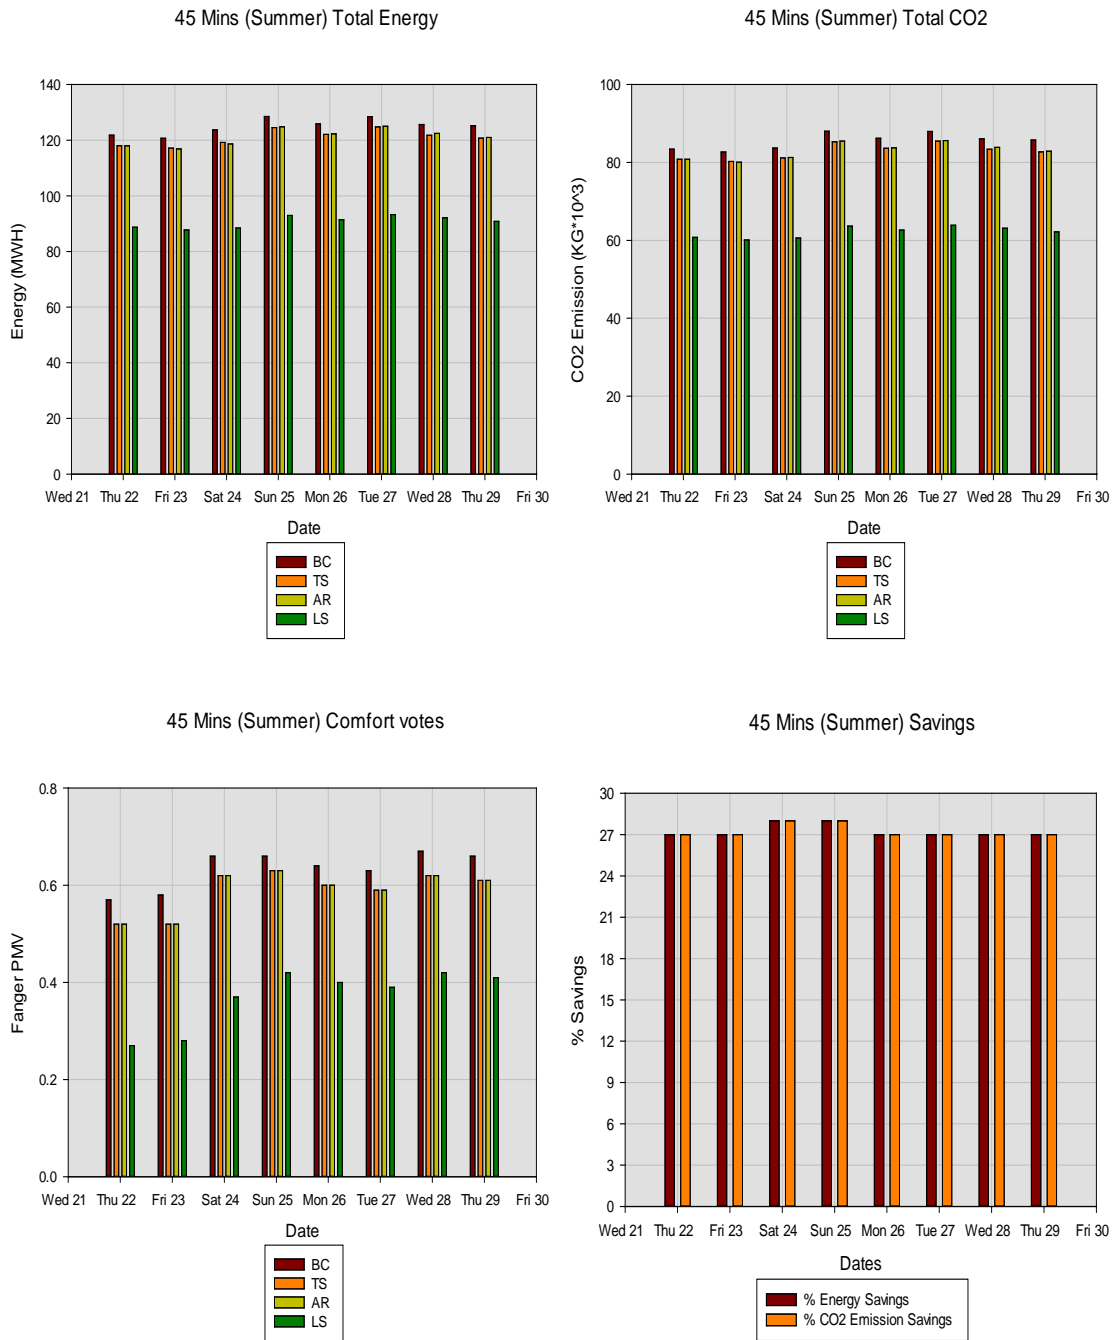 45 Mins (Summer) Total Energy
Energy (MWH)
140
120
100
80
60
40
20
0
Wed 21 Thu 22 Fri 23 Sat 24 Sun 25 Mon 26 Tue 27 Wed 28 Thu 29 Fri 30
Date
BC
TS
AR
LS
45 Mins (Summer) Total CO2
CO2 Emission (KG*10^3)
100
80
60
40
20
0
Wed 21 Thu 22 Fri 23 Sat 24 Sun 25 Mon 26 Tue 27 Wed 28 Thu 29 Fri 30
Date
BC
TS
AR
LS
45 Mins (Summer) Comfort votes
Fanger PMV
0.8
0.6
0.4
0.2
0.0
Wed 21 Thu 22 Fri 23 Sat 24 Sun 25 Mon 26 Tue 27 Wed 28 Thu 29 Fri 30
Date
BC
TS
AR
LS
45 Mins (Summer) Savings
% Savings
30
27
24
21
18
15
12
9
6
3
0
Wed 21 Thu 22 Fri 23 Sat 24 Sun 25 Mon 26 Tue 27 Wed 28 Thu 29 Fri 30
Dates
% Energy Savings
% CO2 Emission Savings